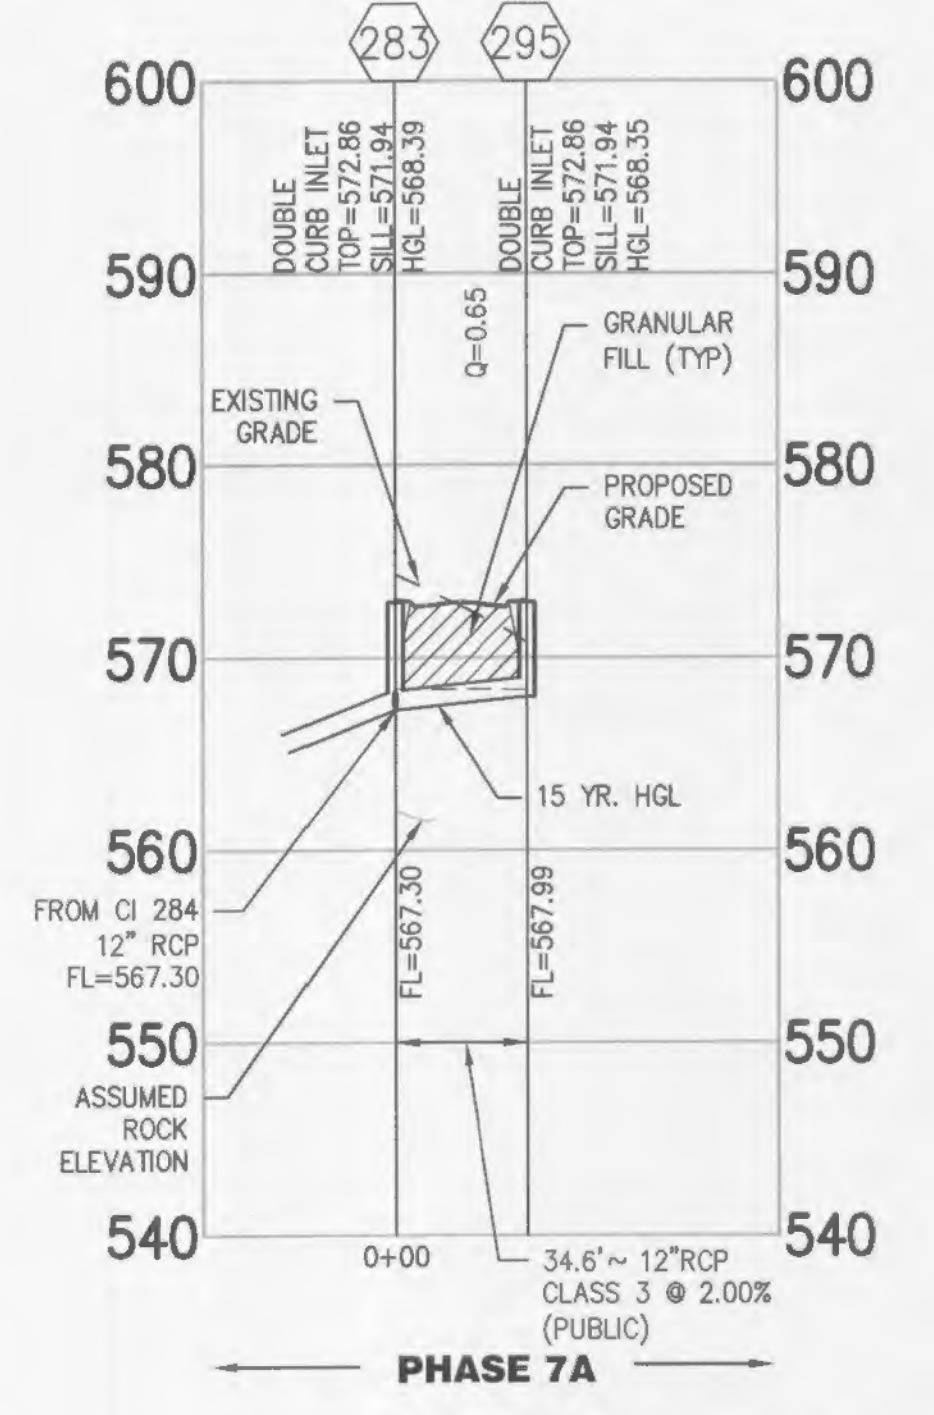 283
295
600
600
DOUBLE
CURB INLET
TOP=572.86
SILL=571.94
HGL=568.39
DOUBLE
CURB INLET
TOP=572.86
SILL=571.94
HGL=568.35
590
590
Q=0.65
GRANULAR
FILL (TYP)
EXISTING
GRADE
580
580
PROPOSED
GRADE
570
570
15 YR. HGL
560
560
FROM CI 284
12" RCP
FL=567.30
FL=567.30
FL=567.99
550
550
ASSUMED
ROCK
ELEVATION
540
540
0+00
34.6'~ 12"RCP
CLASS 3 @ 2.00%
(PUBLIC)
PHASE 7A